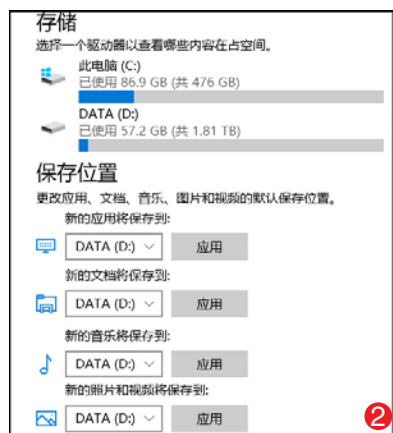 存储
选择一个驱动器以查看哪些内容在占空间。
此电脑 (C:)
已使用 86.9 GB (共 476 GB)
DATA (D:)
已使用 57.2 GB (共 1.81 TB)
保存位置
更改应用、文档、音乐、图片和视频的默认保存位置。
新的应用将保存到:
DATA (D:) 应用
新的文档将保存到:
DATA (D:) 应用
新的音乐将保存到:
DATA (D:) 应用
新的照片和视频将保存到:
DATA (D:) 应用
2